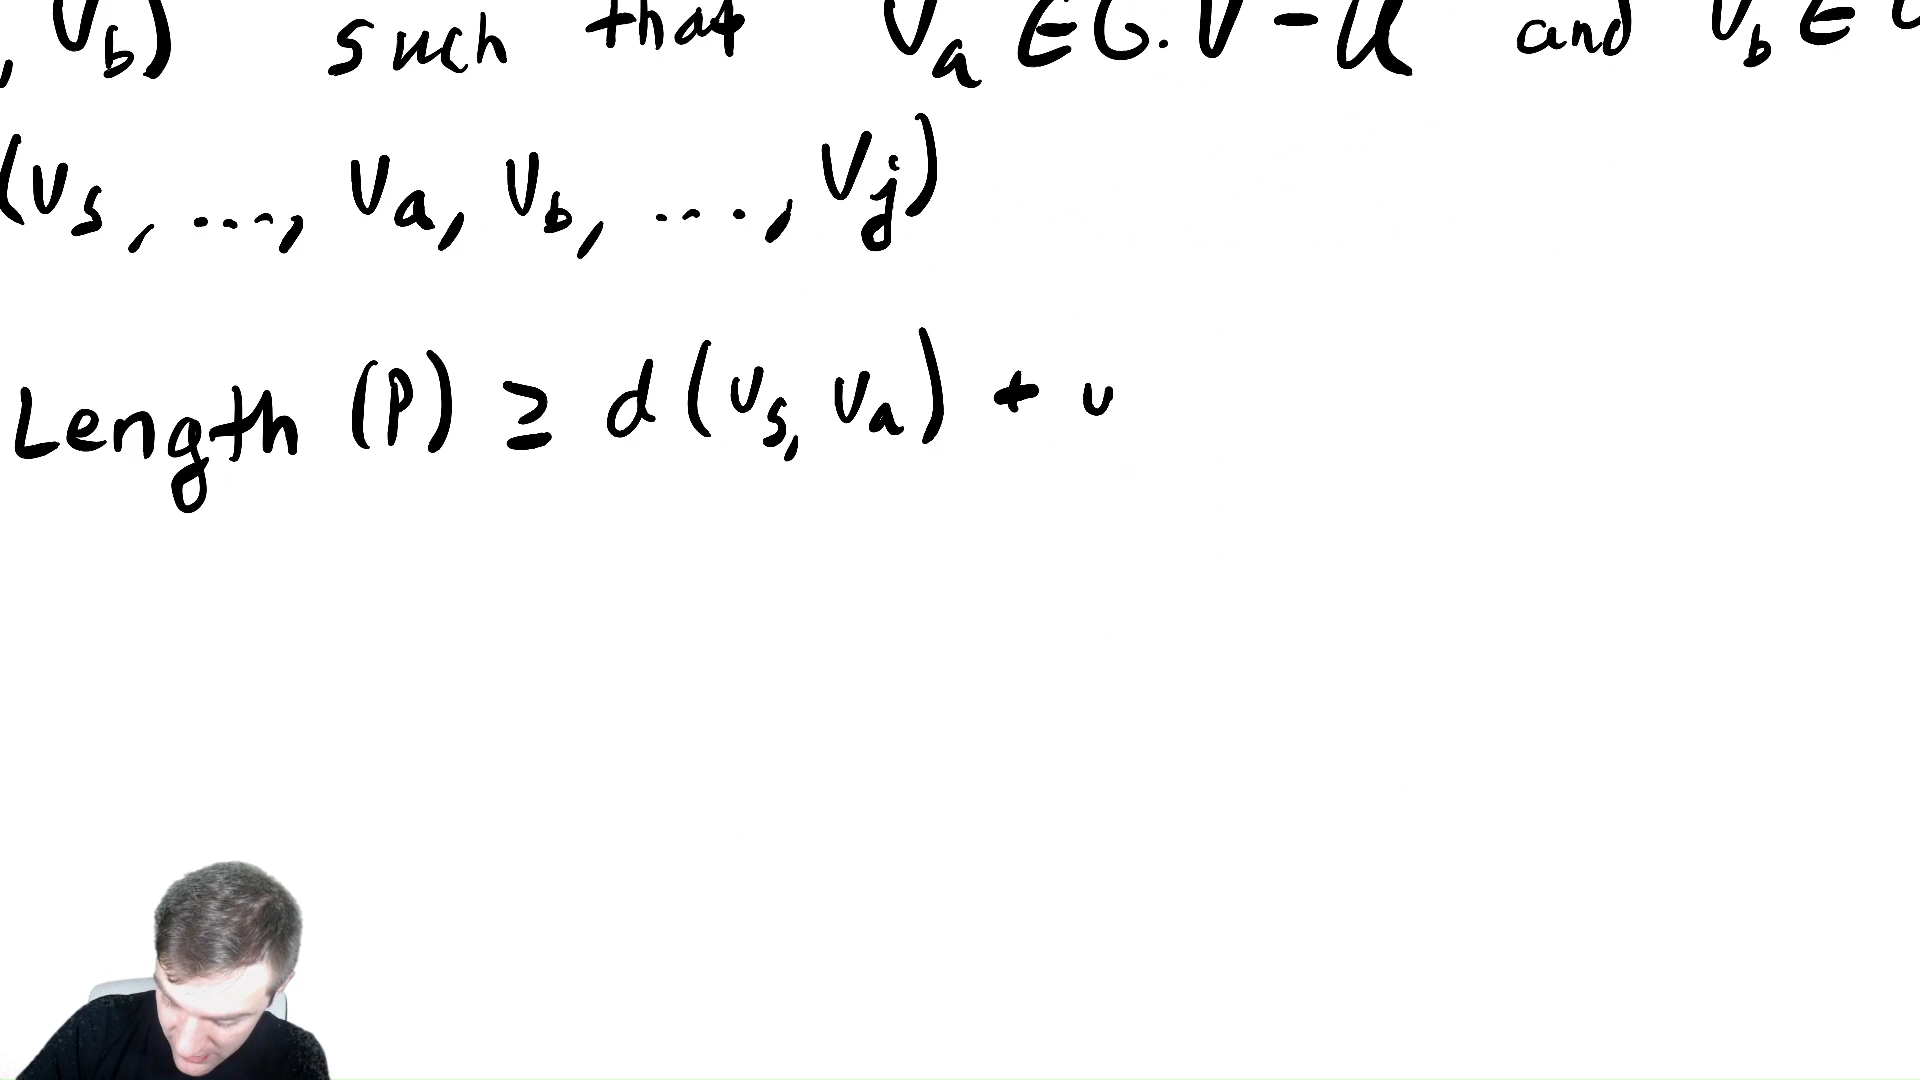 , v_b) such that v_a ∈ G.V - U and v_b ∈
(v_s, ..., v_a, v_b, ..., v_j)
Length (P) ≥ d(v_s, v_a) + u